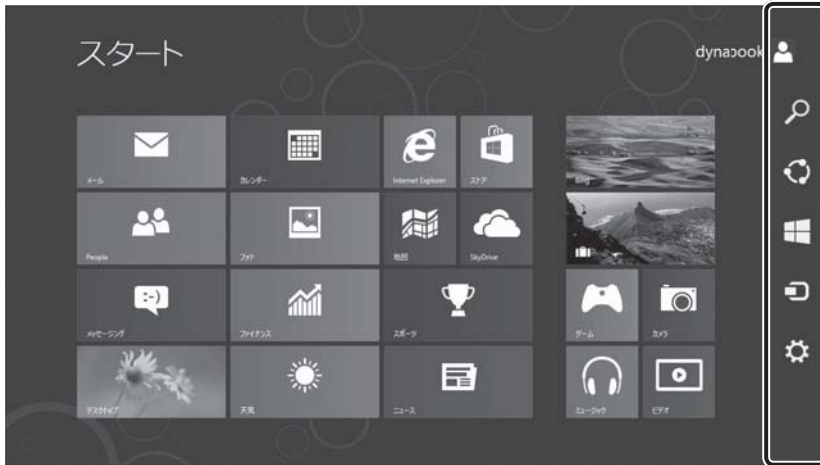 スタート
dynabook
メール
カレンダー
Internet Explorer
ストア
Bing
People
フォト
地図
SkyDrive
メッセージング
ファイナンス
スポーツ
ゲーム
カメラ
デスクトップ
天気
ニュース
ミュージック
ビデオ